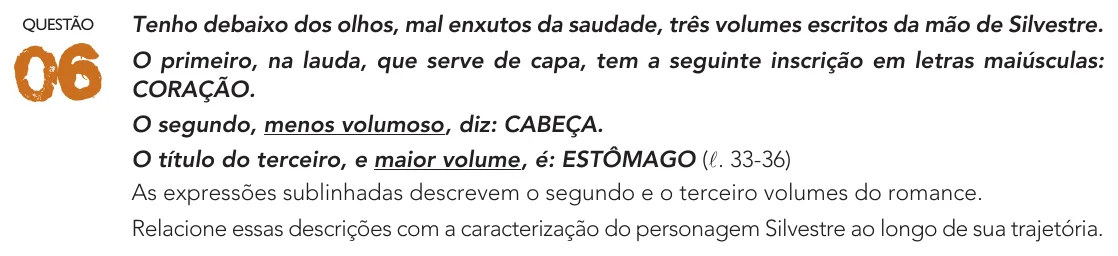 QUESTÃO
06
Tenho debaixo dos olhos, mal enxutos da saudade, três volumes escritos da mão de Silvestre.
O primeiro, na lauda, que serve de capa, tem a seguinte inscrição em letras maiúsculas:
CORAÇÃO.
O segundo, menos volumoso, diz: CABEÇA.
O título do terceiro, e maior volume, é: ESTÔMAGO (ℓ. 33-36)
As expressões sublinhadas descrevem o segundo e o terceiro volumes do romance.
Relacione essas descrições com a caracterização do personagem Silvestre ao longo de sua trajetória.